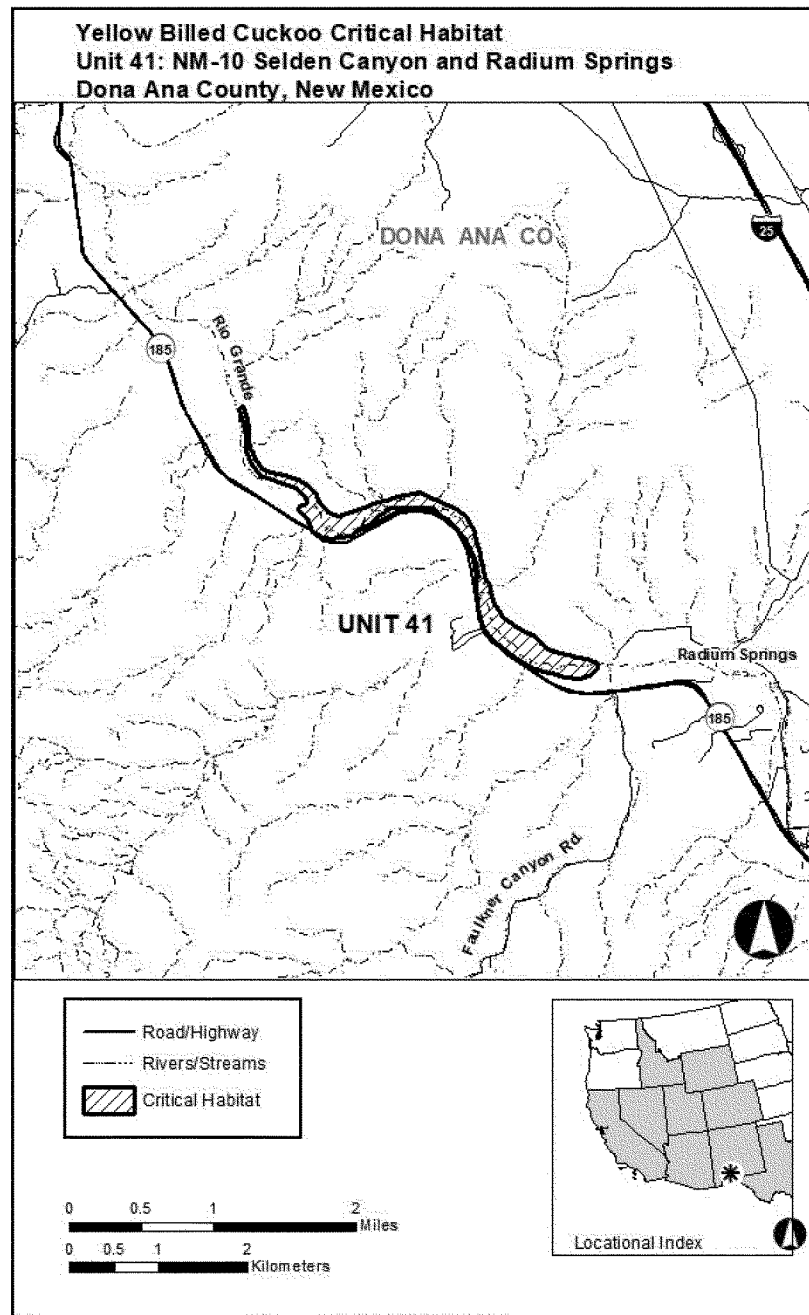 Yellow Billed Cuckoo Critical Habitat
Unit 41: NM-10 Selden Canyon and Radium Springs
Dona Ana County, New Mexico
DONA ANA CO
25
Rio Grande
185
UNIT 41
Radium Springs
185
Faulkner Canyon Rd.
Road/Highway
Rivers/Streams
Critical Habitat
0 0.5 1 2
Miles
0 0.5 1 2
Kilometers
Locational Index